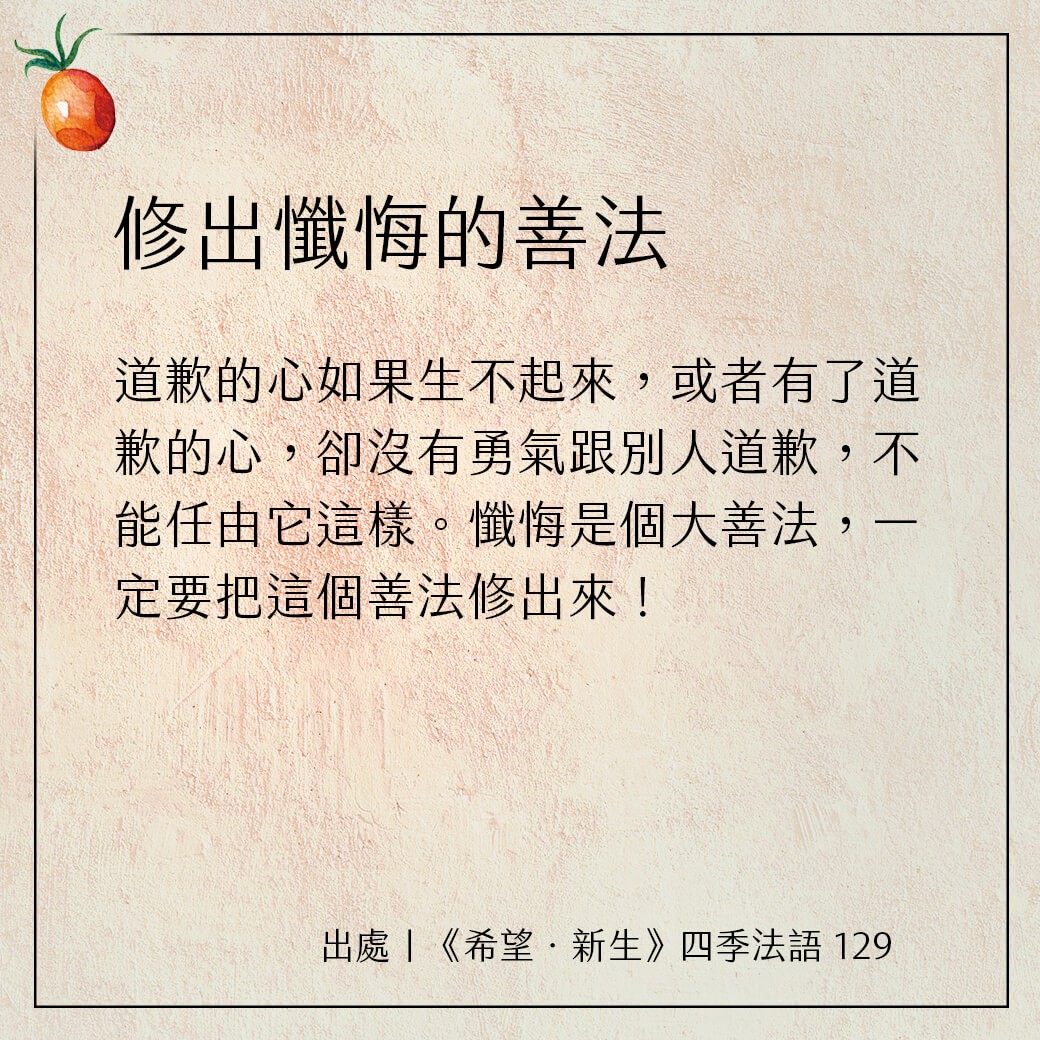 修出懺悔的善法
道歉的心如果生不起來，或者有了道
歉的心，卻沒有勇氣跟別人道歉，不
能任由它這樣。懺悔是個大善法，一
定要把這個善法修出來！
出處｜《希望．新生》四季法語 129